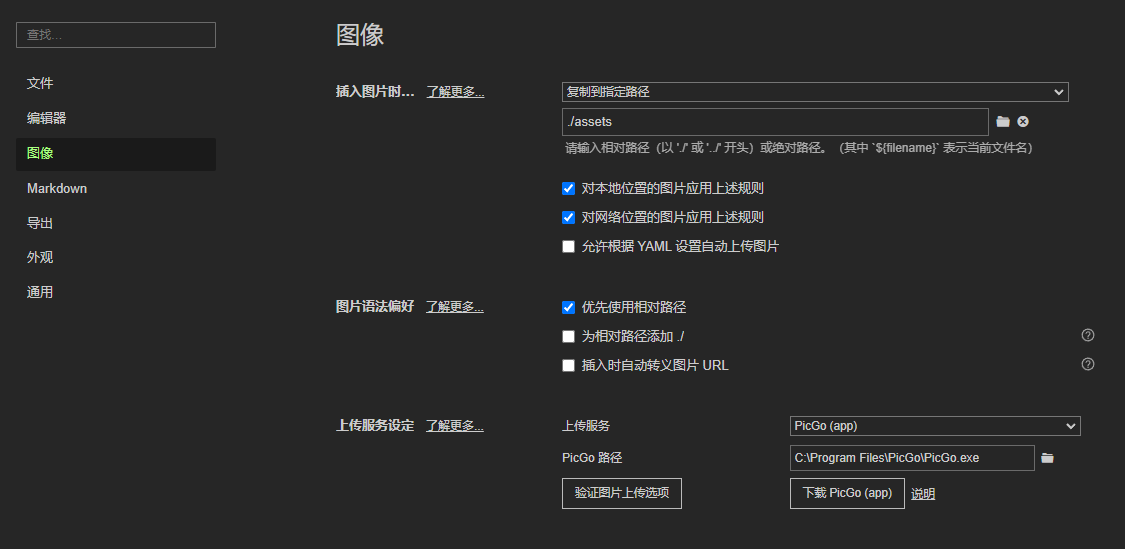 查找...
文件
编辑器
图像
Markdown
导出
外观
通用
图像
插入图片时... 了解更多... 复制到指定路径
./assets
请输入相对路径（以 './' 或 '../' 开头）或绝对路径。（其中 `${filename}` 表示当前文件名）
对本地位置的图片应用上述规则
对网络位置的图片应用上述规则
允许根据 YAML 设置自动上传图片
图片语法偏好 了解更多... 优先使用相对路径
为相对路径添加 ./
插入时自动转义图片 URL
上传服务设定 了解更多... 上传服务 PicGo (app)
PicGo 路径 C:\Program Files\PicGo\PicGo.exe
验证图片上传选项 下载 PicGo (app) 说明